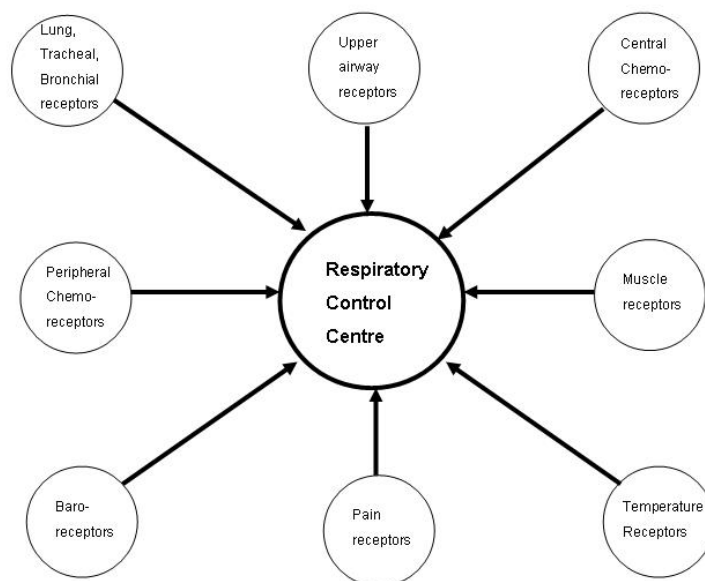 Lung,
Tracheal,
Bronchial
receptors
Upper
airway
receptors
Central
Chemo-
receptors
Peripheral
Chemo-
receptors
Respiratory
Control
Centre
Muscle
receptors
Baro-
receptors
Pain
receptors
Temperature
Receptors